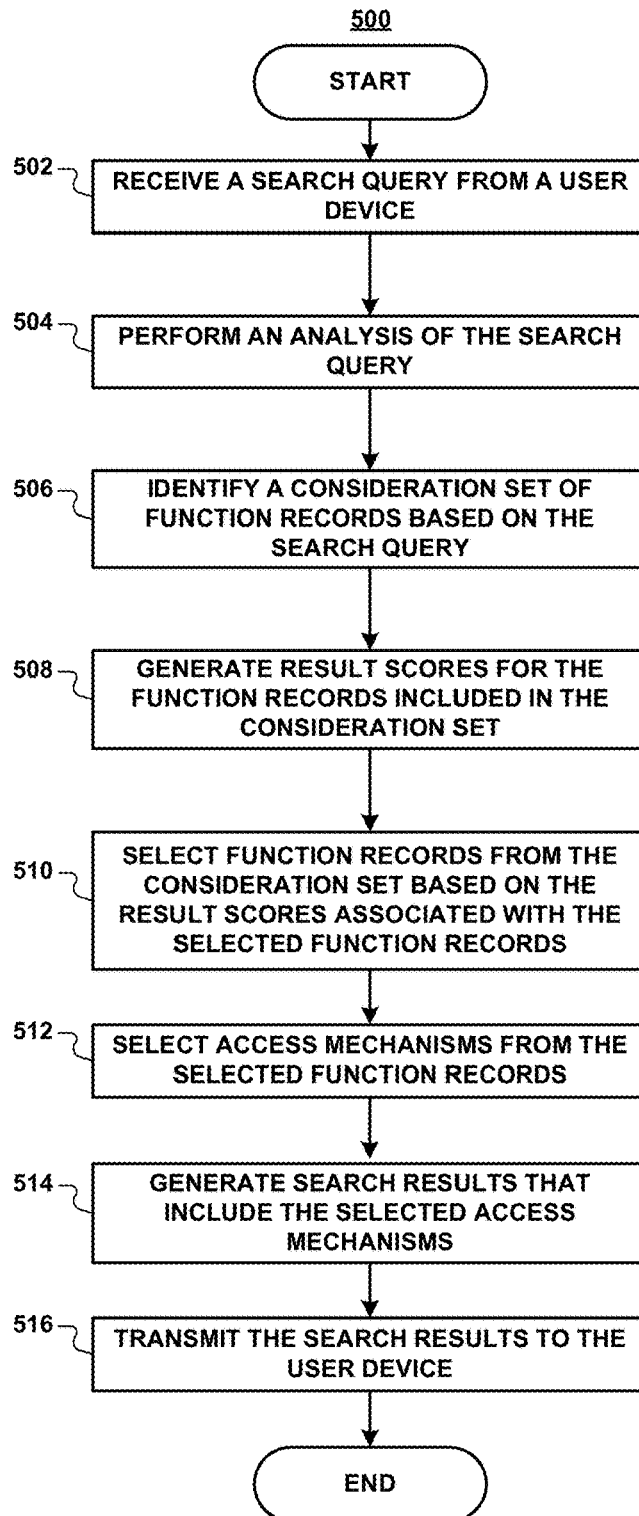 500
START
502
RECEIVE A SEARCH QUERY FROM A USER
DEVICE
504
PERFORM AN ANALYSIS OF THE SEARCH
QUERY
506
IDENTIFY A CONSIDERATION SET OF
FUNCTION RECORDS BASED ON THE
SEARCH QUERY
508
GENERATE RESULT SCORES FOR THE
FUNCTION RECORDS INCLUDED IN THE
CONSIDERATION SET
510
SELECT FUNCTION RECORDS FROM THE
CONSIDERATION SET BASED ON THE
RESULT SCORES ASSOCIATED WITH THE
SELECTED FUNCTION RECORDS
512
SELECT ACCESS MECHANISMS FROM THE
SELECTED FUNCTION RECORDS
514
GENERATE SEARCH RESULTS THAT
INCLUDE THE SELECTED ACCESS
MECHANISMS
516
TRANSMIT THE SEARCH RESULTS TO THE
USER DEVICE
END